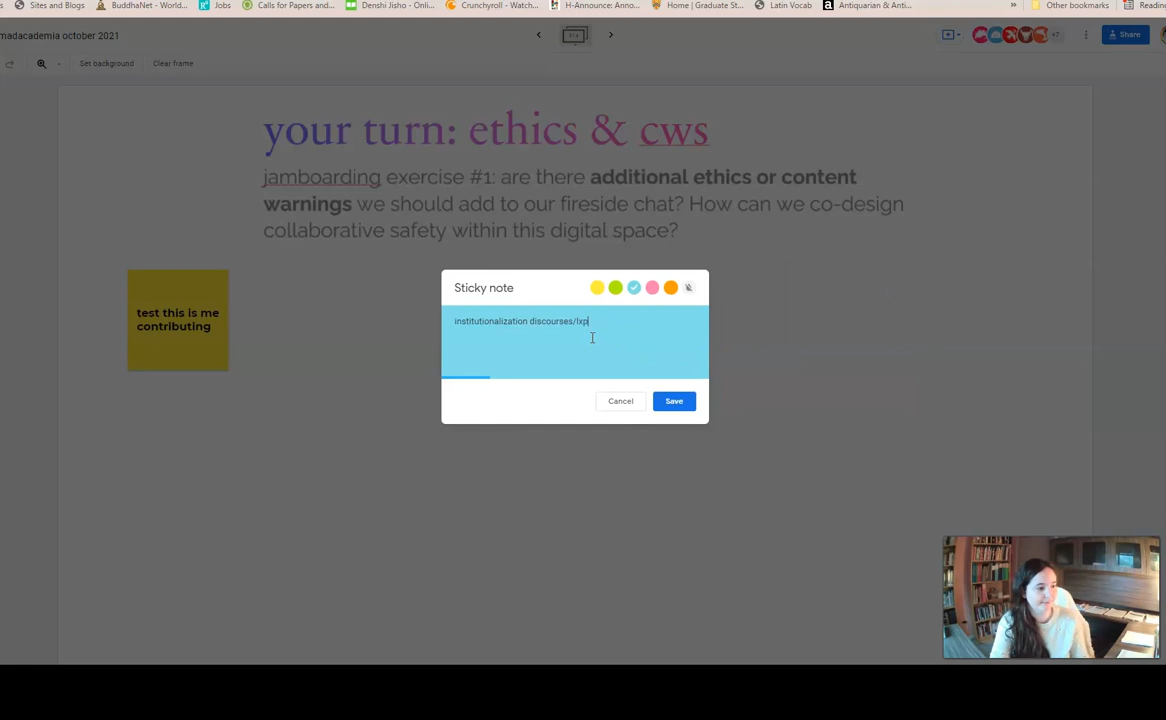 Sites and Blogs
BuddhaNet - World...
Jobs
Calls for Papers and...
Denshi Jisho - Onli...
Crunchyroll - Watch...
H-Announce: Anno...
Home | Graduate St...
Latin Vocab
Antiquarian & Anti...
»
Other bookmarks
Readin
madacademia october 2021
+7
Share
Set background
Clear frame
your turn: ethics & cws
jamboarding exercise #1: are there additional ethics or content
warnings we should add to our fireside chat? How can we co-design
collaborative safety within this digital space?
test this is me
contributing
Sticky note
institutionalization discourses/lxp
Cancel
Save